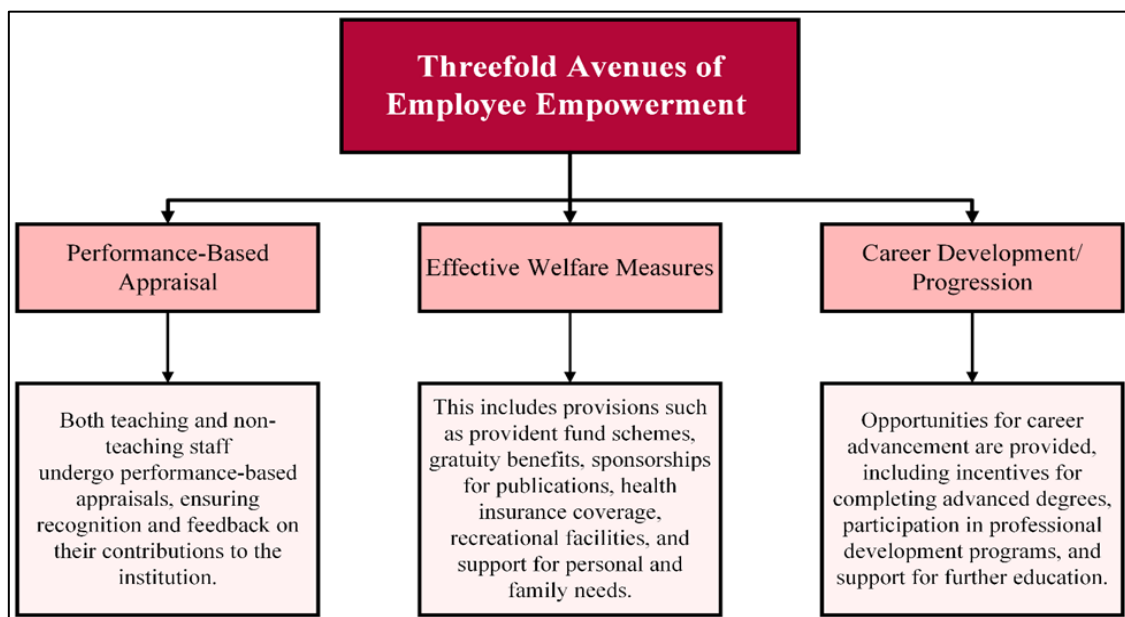 Threefold Avenues of
Employee Empowerment
Performance-Based
Appraisal
Both teaching and non-
teaching staff
undergo performance-based
appraisals, ensuring
recognition and feedback on
their contributions to the
institution.
Effective Welfare Measures
This includes provisions such
as provident fund schemes,
gratuity benefits, sponsorships
for publications, health
insurance coverage,
recreational facilities, and
support for personal and
family needs.
Career Development/
Progression
Opportunities for career
advancement are provided,
including incentives for
completing advanced degrees,
participation in professional
development programs, and
support for further education.